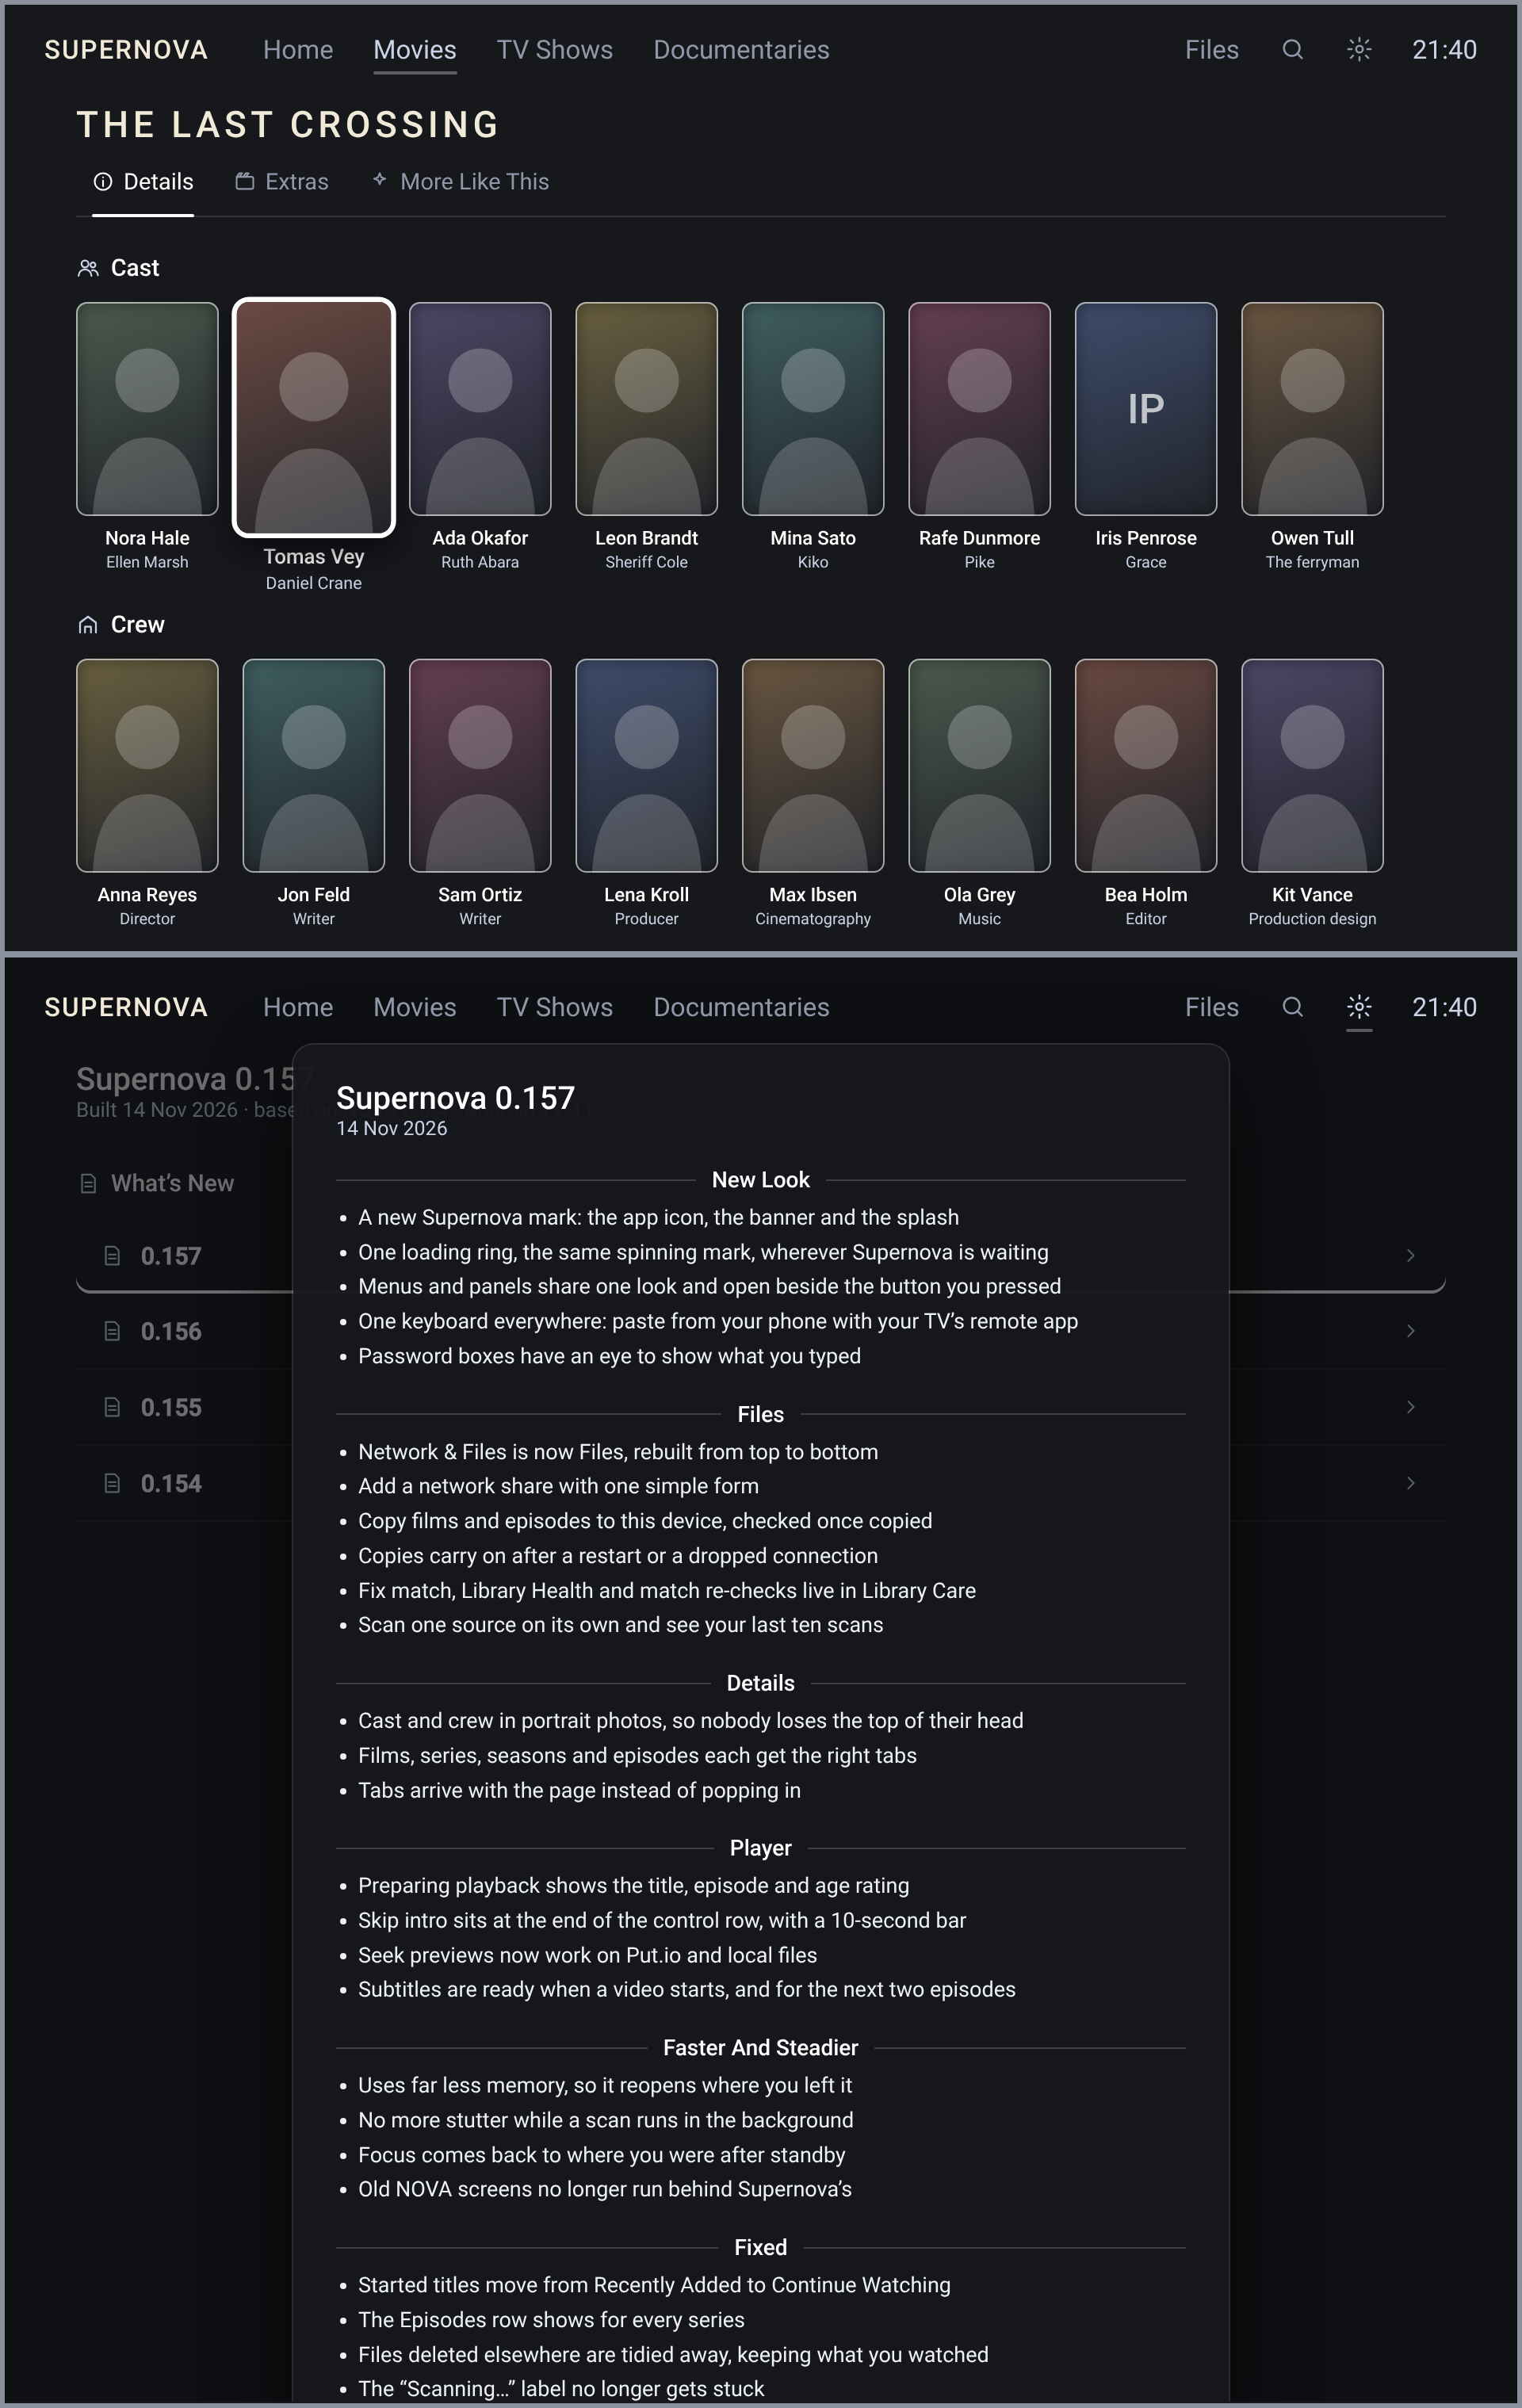 SUPERNOVA Home Movies TV Shows Documentaries Files 21:40
THE LAST CROSSING
Details Extras More Like This
Cast
IP
Nora Hale Tomas Vey Ada Okafor Leon Brandt Mina Sato Rafe Dunmore Iris Penrose Owen Tull
Ellen Marsh Daniel Crane Ruth Abara Sheriff Cole Kiko Pike Grace The ferryman
Crew
Anna Reyes Jon Feld Sam Ortiz Lena Kroll Max Ibsen Ola Grey Bea Holm Kit Vance
Director Writer Writer Producer Cinematography Music Editor Production design
SUPERNOVA Home Movies TV Shows Documentaries Files 21:40
Supernova 0.157
Built 14 Nov 2026 · based on
What’s New
0.157
0.156
0.155
0.154
Supernova 0.157
14 Nov 2026
New Look
• A new Supernova mark: the app icon, the banner and the splash
• One loading ring, the same spinning mark, wherever Supernova is waiting
• Menus and panels share one look and open beside the button you pressed
• One keyboard everywhere: paste from your phone with your TV’s remote app
• Password boxes have an eye to show what you typed
Files
• Network & Files is now Files, rebuilt from top to bottom
• Add a network share with one simple form
• Copy films and episodes to this device, checked once copied
• Copies carry on after a restart or a dropped connection
• Fix match, Library Health and match re-checks live in Library Care
• Scan one source on its own and see your last ten scans
Details
• Cast and crew in portrait photos, so nobody loses the top of their head
• Films, series, seasons and episodes each get the right tabs
• Tabs arrive with the page instead of popping in
Player
• Preparing playback shows the title, episode and age rating
• Skip intro sits at the end of the control row, with a 10-second bar
• Seek previews now work on Put.io and local files
• Subtitles are ready when a video starts, and for the next two episodes
Faster And Steadier
• Uses far less memory, so it reopens where you left it
• No more stutter while a scan runs in the background
• Focus comes back to where you were after standby
• Old NOVA screens no longer run behind Supernova’s
Fixed
• Started titles move from Recently Added to Continue Watching
• The Episodes row shows for every series
• Files deleted elsewhere are tidied away, keeping what you watched
• The “Scanning…” label no longer gets stuck